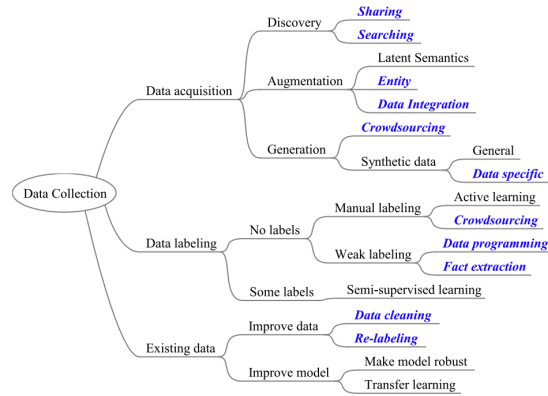 Data Collection
Data acquisition
Discovery
Sharing
Searching
Augmentation
Latent Semantics
Entity
Data Integration
Generation
Crowdsourcing
Synthetic data
General
Data specific
Data labeling
No labels
Manual labeling
Active learning
Crowdsourcing
Weak labeling
Data programming
Fact extraction
Some labels
Semi-supervised learning
Existing data
Improve data
Data cleaning
Re-labeling
Improve model
Make model robust
Transfer learning